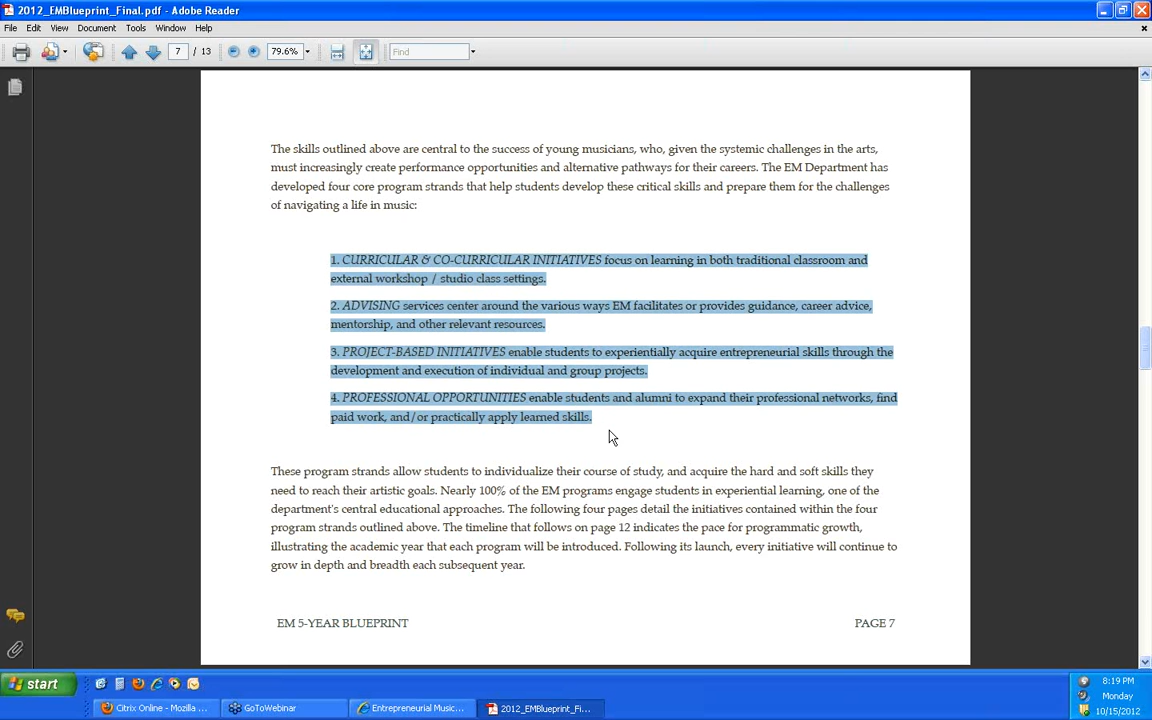 2012_EMBlueprint_Final.pdf - Adobe Reader
File Edit View Document Tools Window Help
7 / 13 79.6% Find
The skills outlined above are central to the success of young musicians, who, given the systemic challenges in the arts,
must increasingly create performance opportunities and alternative pathways for their careers. The EM Department has
developed four core program strands that help students develop these critical skills and prepare them for the challenges
of navigating a life in music:
1. CURRICULAR & CO-CURRICULAR INITIATIVES focus on learning in both traditional classroom and
external workshop / studio class settings.
2. ADVISING services center around the various ways EM facilitates or provides guidance, career advice,
mentorship, and other relevant resources.
3. PROJECT-BASED INITIATIVES enable students to experientially acquire entrepreneurial skills through the
development and execution of individual and group projects.
4. PROFESSIONAL OPPORTUNITIES enable students and alumni to expand their professional networks, find
paid work, and/or practically apply learned skills.
These program strands allow students to individualize their course of study, and acquire the hard and soft skills they
need to reach their artistic goals. Nearly 100% of the EM programs engage students in experiential learning, one of the
department's central educational approaches. The following four pages detail the initiatives contained within the four
program strands outlined above. The timeline that follows on page 12 indicates the pace for programmatic growth,
illustrating the academic year that each program will be introduced. Following its launch, every initiative will continue to
grow in depth and breadth each subsequent year.
EM 5-YEAR BLUEPRINT PAGE 7
start
8:19 PM
Monday
10/15/2012
Citrix Online - Mozilla ... GoToWebinar Entrepreneurial Music... 2012_EMBlueprint_Fi...